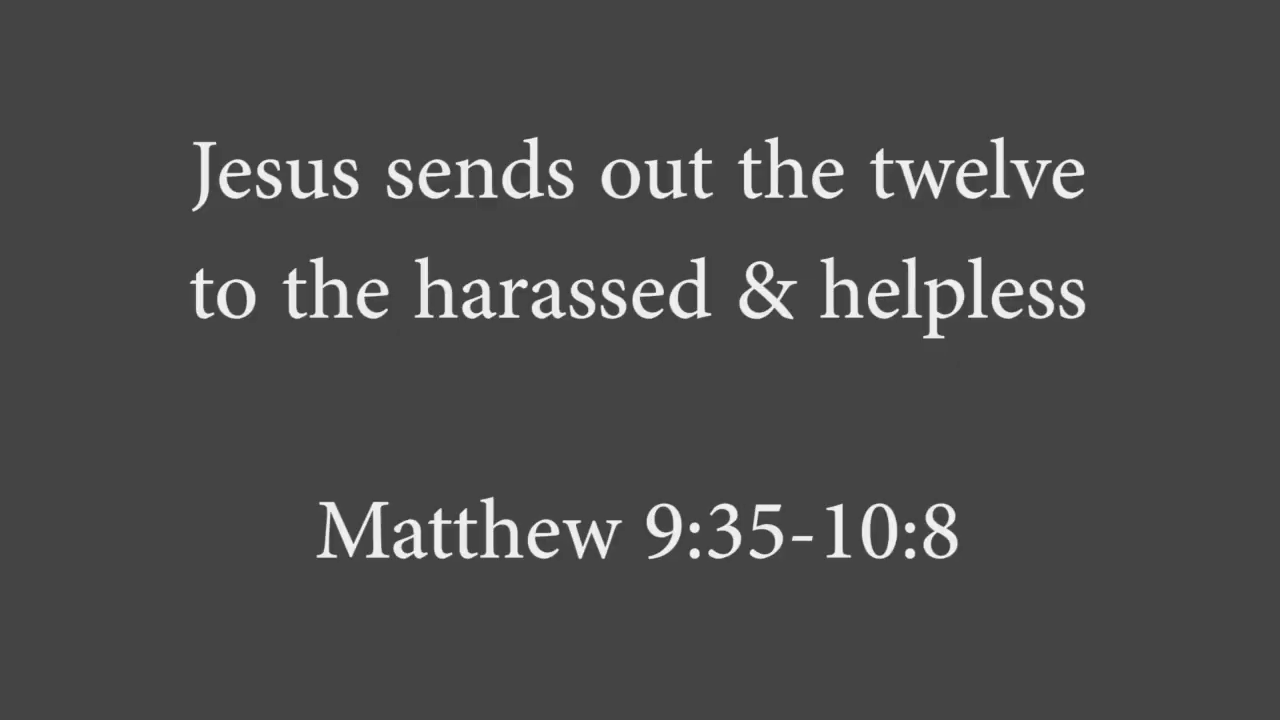 Jesus sends out the twelve
to the harassed & helpless
Matthew 9:35-10:8